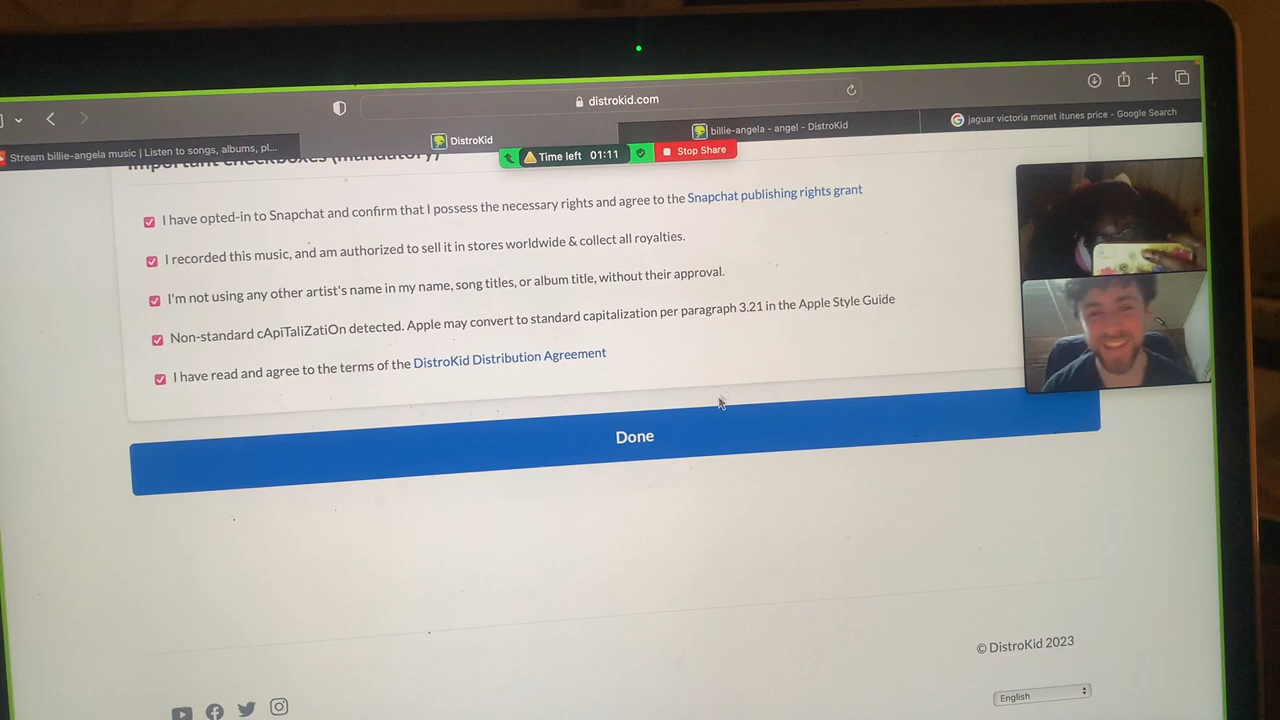 distrokid.com
Stream billie-angela music | Listen to songs, albums, pl...
DistroKid
billie-angela - angel - DistroKid
jaguar victoria monet itunes price - Google Search
Time left 01:11
Stop Share
Important checkboxes (mandatory)
I have opted-in to Snapchat and confirm that I possess the necessary rights and agree to the Snapchat publishing rights grant
I recorded this music, and am authorized to sell it in stores worldwide & collect all royalties.
I'm not using any other artist's name in my name, song titles, or album title, without their approval.
Non-standard cApiTaliZatiOn detected. Apple may convert to standard capitalization per paragraph 3.21 in the Apple Style Guide
I have read and agree to the terms of the DistroKid Distribution Agreement
Done
© DistroKid 2023
English